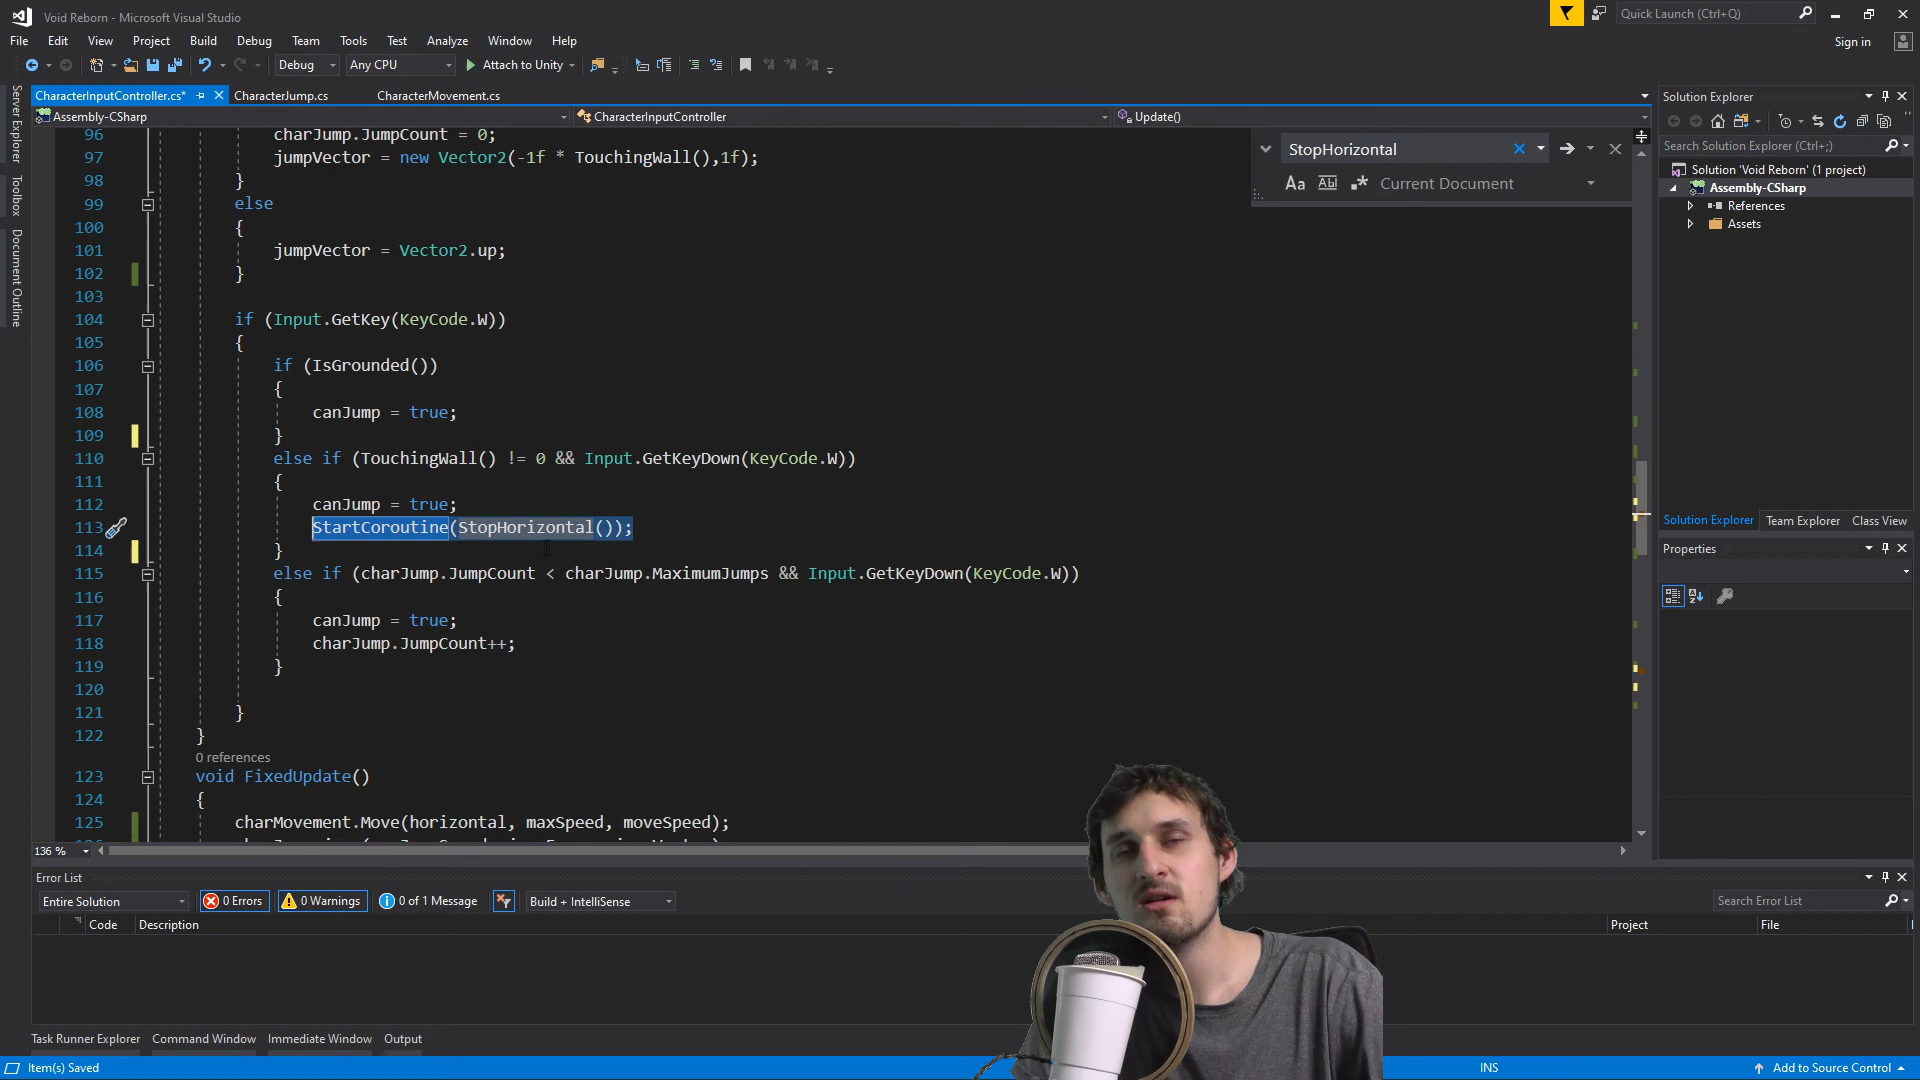 Void Reborn - Microsoft Visual Studio
Quick Launch (Ctrl+Q)
File Edit View Project Build Debug Team Tools Test Analyze Window Help
Sign in
Debug Any CPU Attach to Unity
CharacterInputController.cs* CharacterJump.cs CharacterMovement.cs
Assembly-CSharp CharacterInputController Update()
Server Explorer
Toolbox
Document Outline
StopHorizontal
Aa Ab Current Document
96 charJump.JumpCount = 0;
97 jumpVector = new Vector2(-1f * TouchingWall(),1f);
98 }
99 else
100 {
101 jumpVector = Vector2.up;
102 }
103
104 if (Input.GetKey(KeyCode.W))
105 {
106 if (IsGrounded())
107 {
108 canJump = true;
109 }
110 else if (TouchingWall() != 0 && Input.GetKeyDown(KeyCode.W))
111 {
112 canJump = true;
113 StartCoroutine(StopHorizontal());
114 }
115 else if (charJump.JumpCount < charJump.MaximumJumps && Input.GetKeyDown(KeyCode.W))
116 {
117 canJump = true;
118 charJump.JumpCount++;
119 }
120
121 }
122 }
0 references
123 void FixedUpdate()
124 {
125 charMovement.Move(horizontal, maxSpeed, moveSpeed);
136 %
Solution Explorer
Search Solution Explorer (Ctrl+;)
Solution 'Void Reborn' (1 project)
Assembly-CSharp
References
Assets
Solution Explorer Team Explorer Class View
Properties
Error List
Entire Solution 0 Errors 0 Warnings 0 of 1 Message Build + IntelliSense
Search Error List
Code Description Project File
Task Runner Explorer Command Window Immediate Window Output
Item(s) Saved INS Add to Source Control